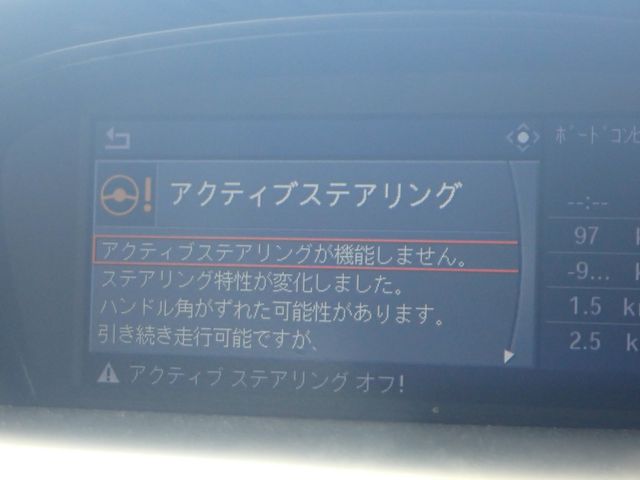 ボードコンピ
アクティブステアリング
--:--
アクティブステアリングが機能しません。
97 k
ステアリング特性が変化しました。
-9... k
ハンドル角がずれた可能性があります。
1.5 km
引き続き走行可能ですが、
2.5 km
アクティブ ステアリング オフ!